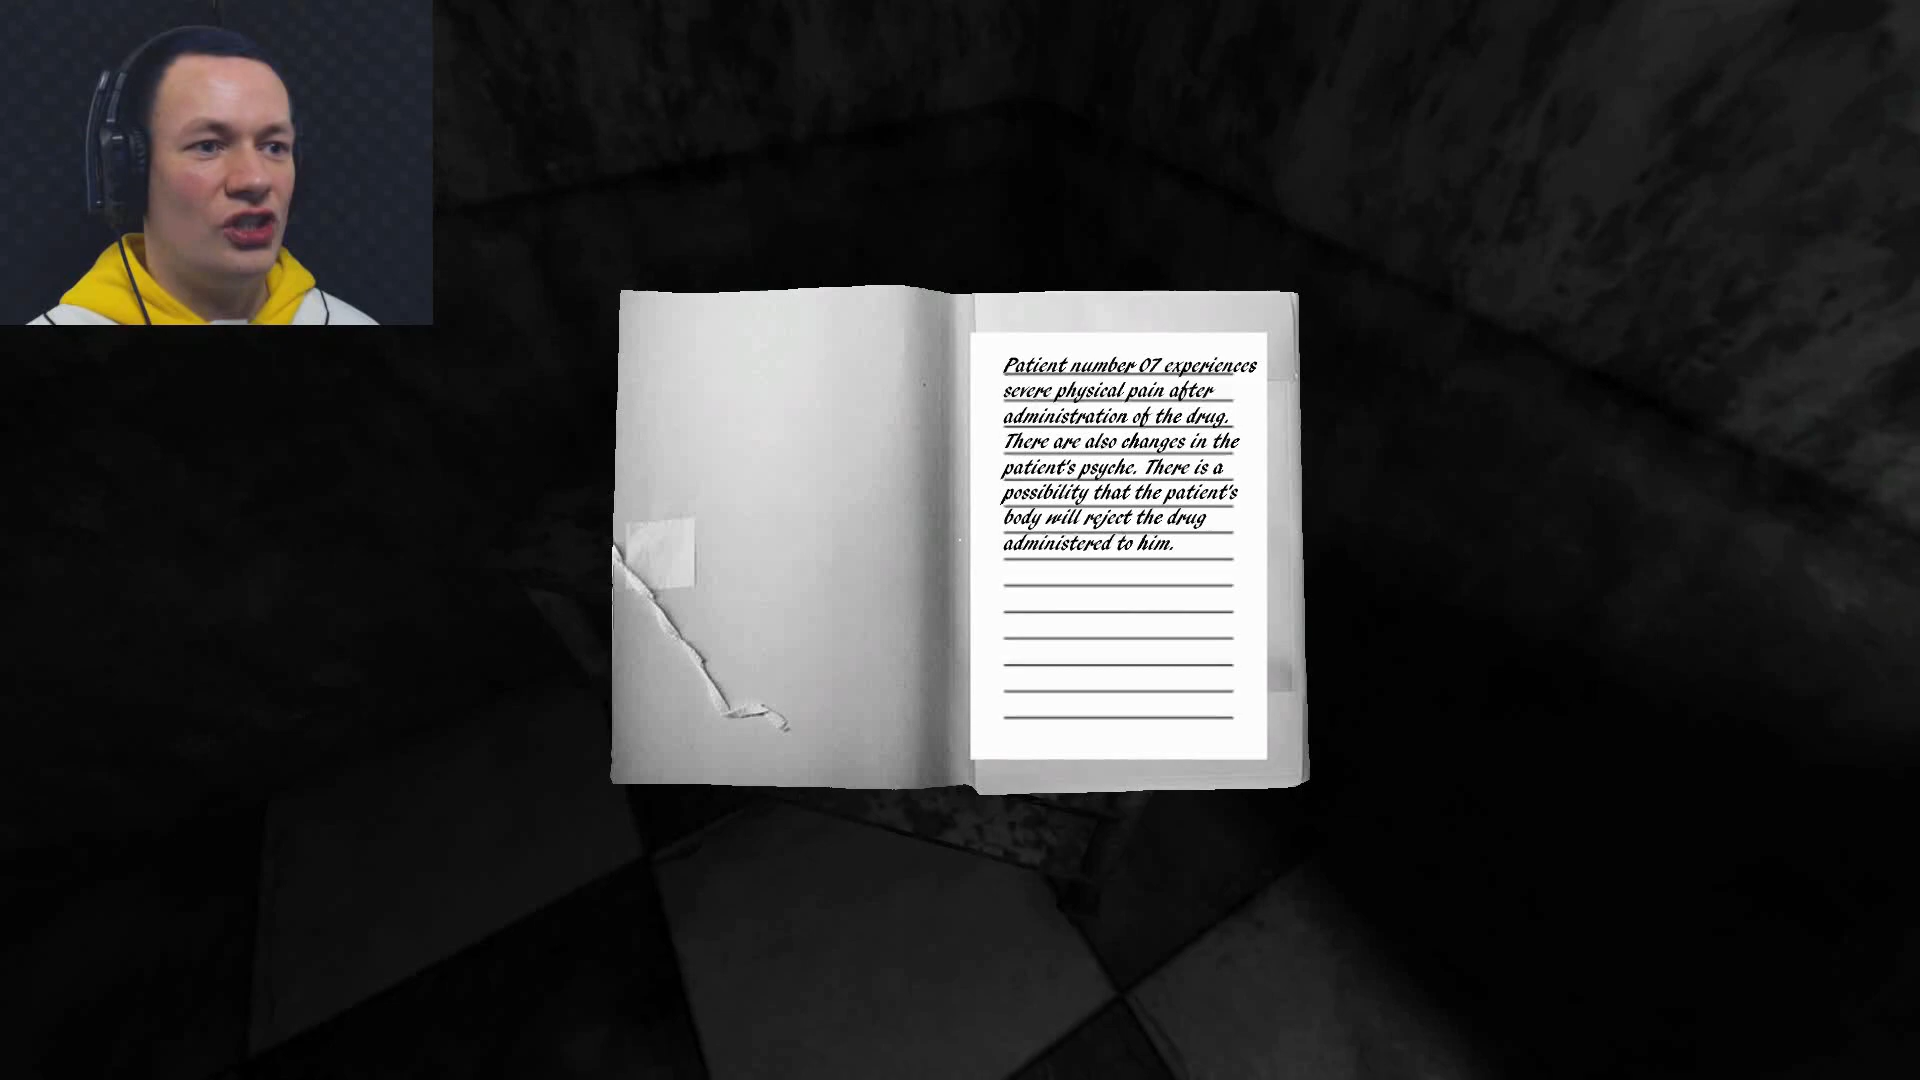 Patient number 07 experiences
severe physical pain after
administration of the drug.
There are also changes in the
patient's psyche. There is a
possibility that the patient's
body will reject the drug
administered to him.